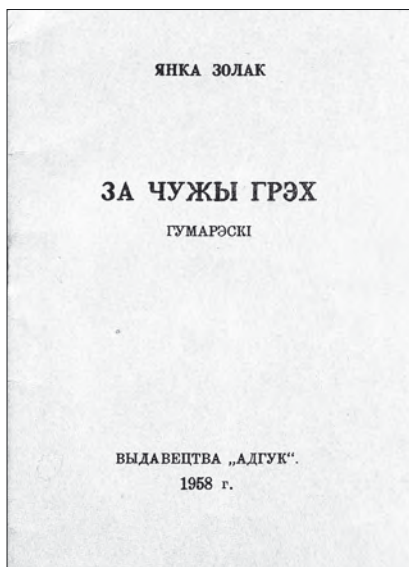 ЯНКА ЗОЛАК
ЗА ЧУЖЫ ГРЭХ
ГУМАРЭСКІ
ВЫДАВЕЦТВА „АДГУК“.
1958 г.